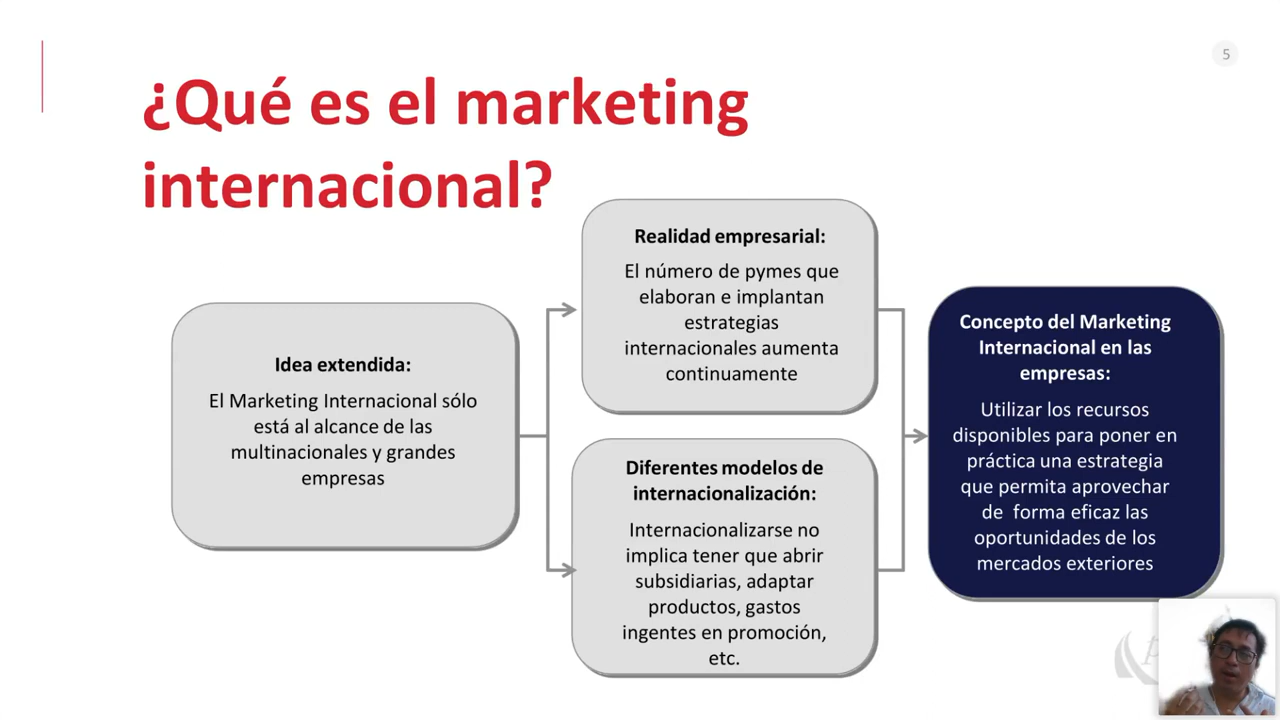 5
¿Qué es el marketing
internacional?
Idea extendida:
El Marketing Internacional sólo
está al alcance de las
multinacionales y grandes
empresas
Realidad empresarial:
El número de pymes que
elaboran e implantan
estrategias
internacionales aumenta
continuamente
Diferentes modelos de
internacionalización:
Internacionalizarse no
implica tener que abrir
subsidiarias, adaptar
productos, gastos
ingentes en promoción,
etc.
Concepto del Marketing
Internacional en las
empresas:
Utilizar los recursos
disponibles para poner en
práctica una estrategia
que permita aprovechar
de forma eficaz las
oportunidades de los
mercados exteriores